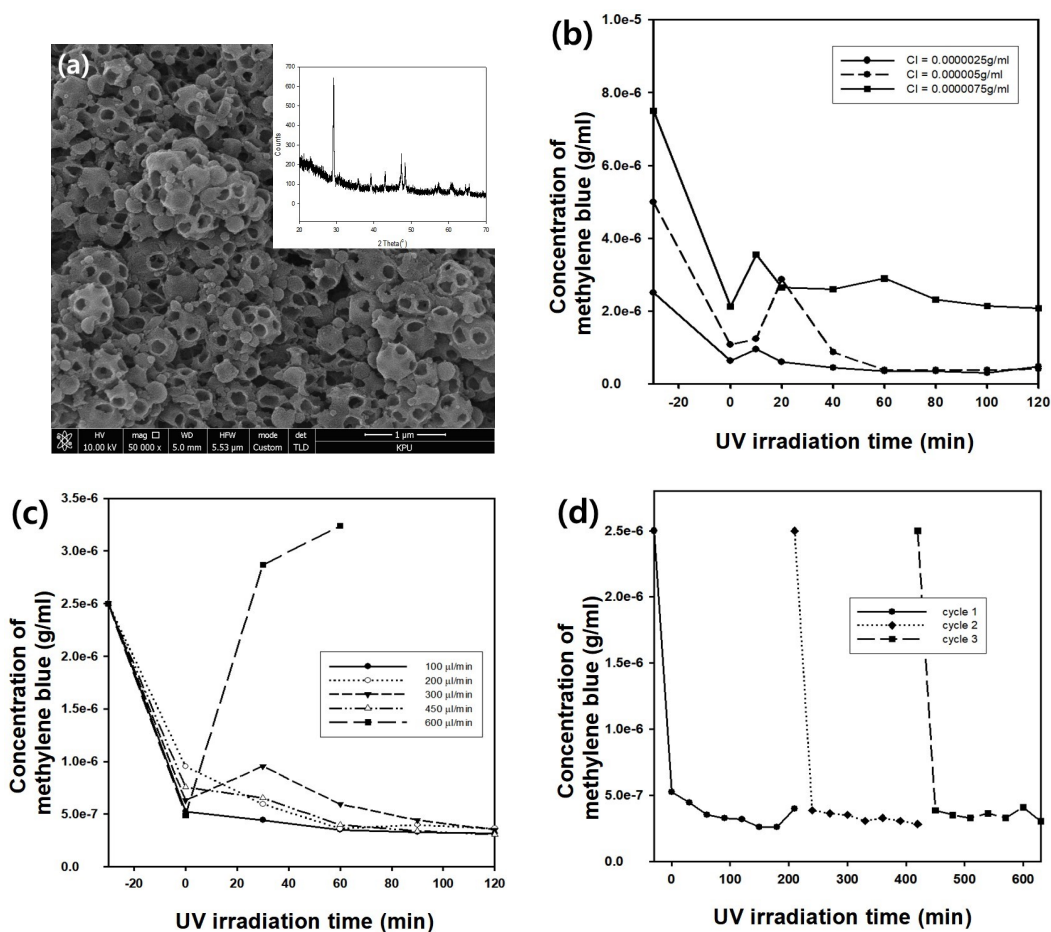 (a)
700
600
500
400
300
200
100
0
Counts
20 30 40 50 60 70
2 Theta(°)
HV mag □ WD HFW mode det
10.00 kV 50 000 x 5.0 mm 5.53 µm Custom TLD
1 µm
KPU
(b)
1.0e-5
8.0e-6
6.0e-6
4.0e-6
2.0e-6
0.0
Concentration of
methylene blue (g/ml)
CI = 0.0000025g/ml
CI = 0.000005g/ml
CI = 0.0000075g/ml
-20 0 20 40 60 80 100 120
UV irradiation time (min)
(c)
3.5e-6
3.0e-6
2.5e-6
2.0e-6
1.5e-6
1.0e-6
5.0e-7
0.0
Concentration of
methylene blue (g/ml)
100 µl/min
200 µl/min
300 µl/min
450 µl/min
600 µl/min
-20 0 20 40 60 80 100 120
UV irradiation time (min)
(d)
2.5e-6
2.0e-6
1.5e-6
1.0e-6
5.0e-7
0.0
Concentration of
methylene blue (g/ml)
cycle 1
cycle 2
cycle 3
0 100 200 300 400 500 600
UV irradiation time (min)